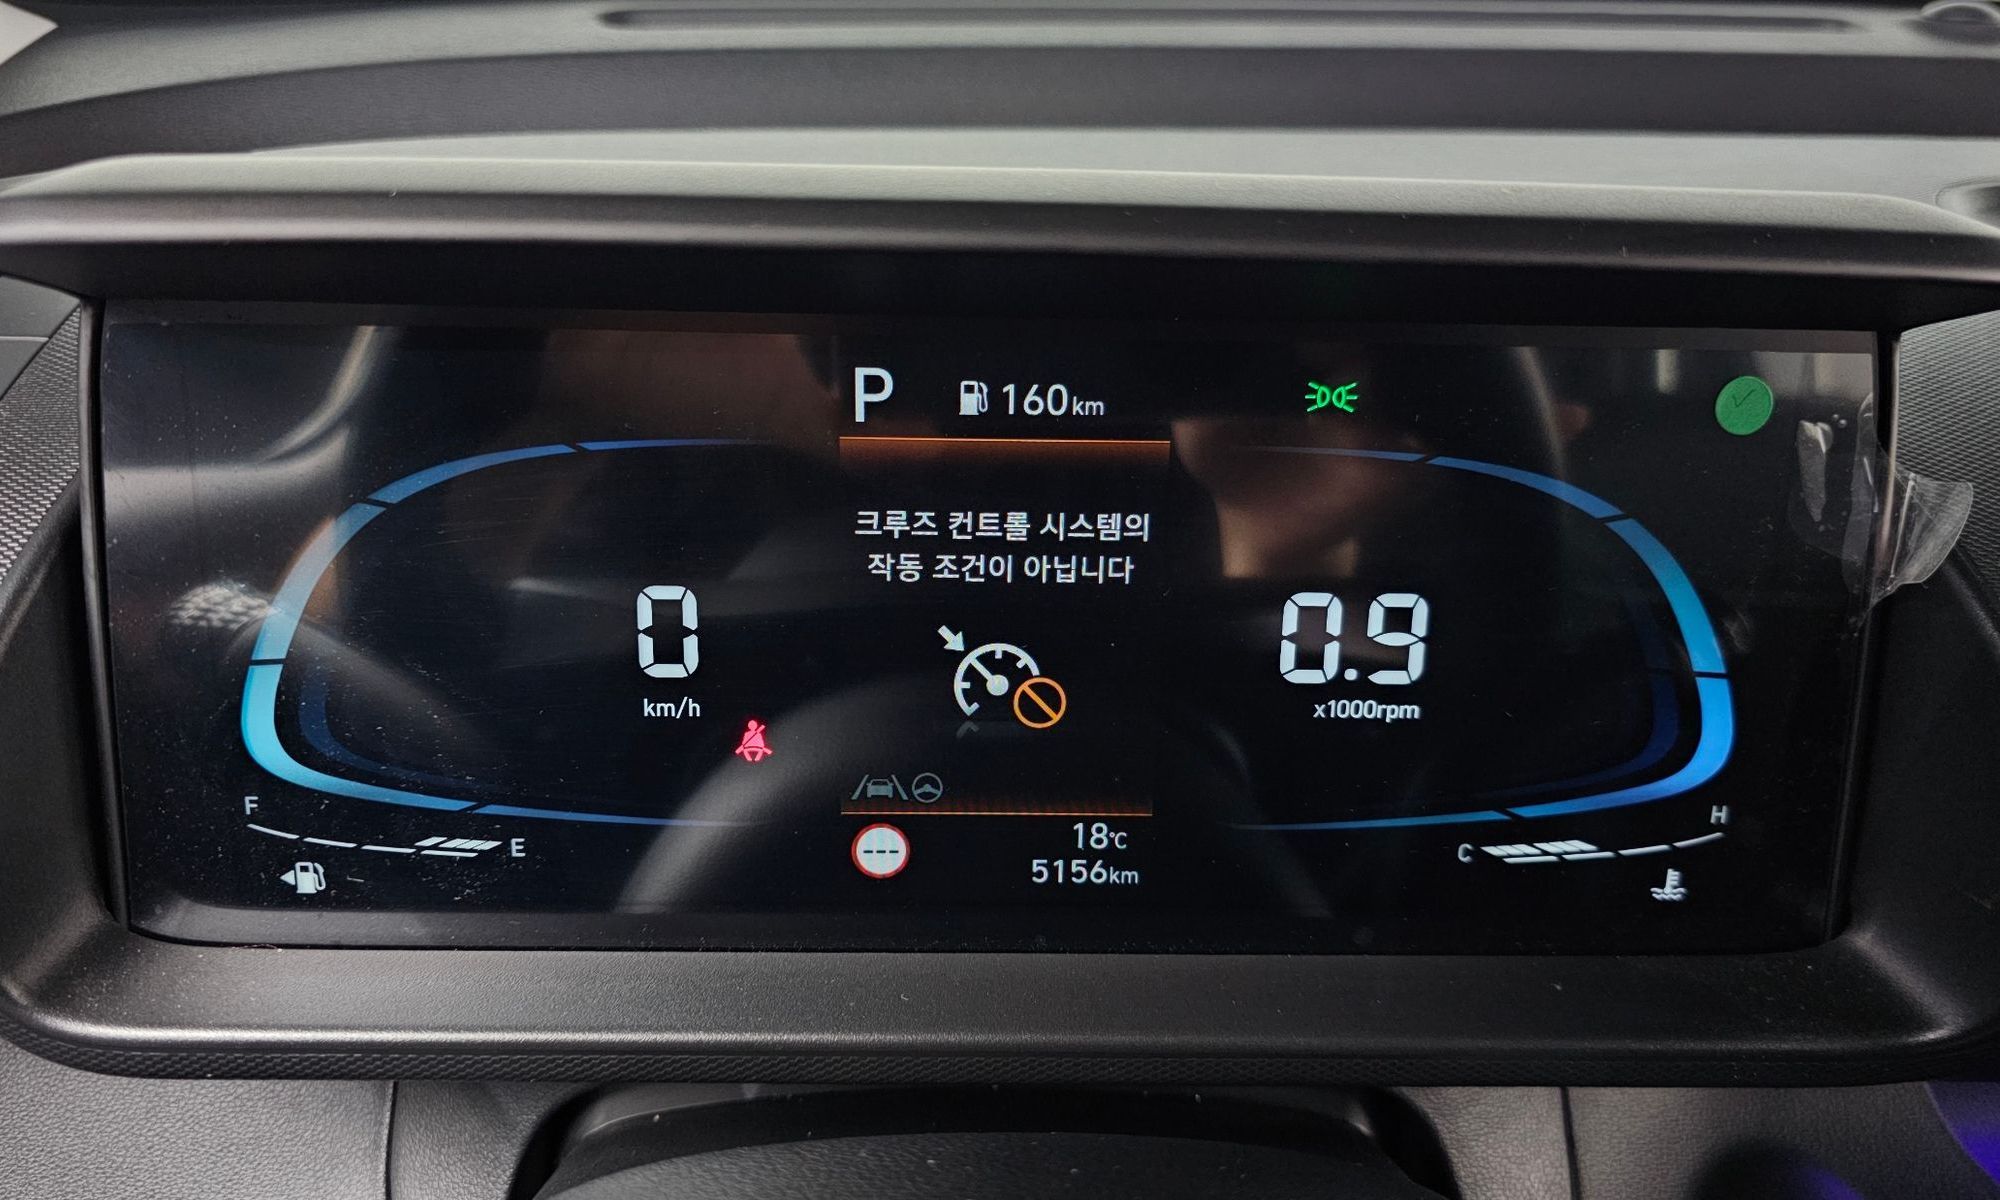 P
160km
크루즈 컨트롤 시스템의
작동 조건이 아닙니다
0
km/h
0.9
x1000rpm
F
E
---
18℃
5156km
C
H